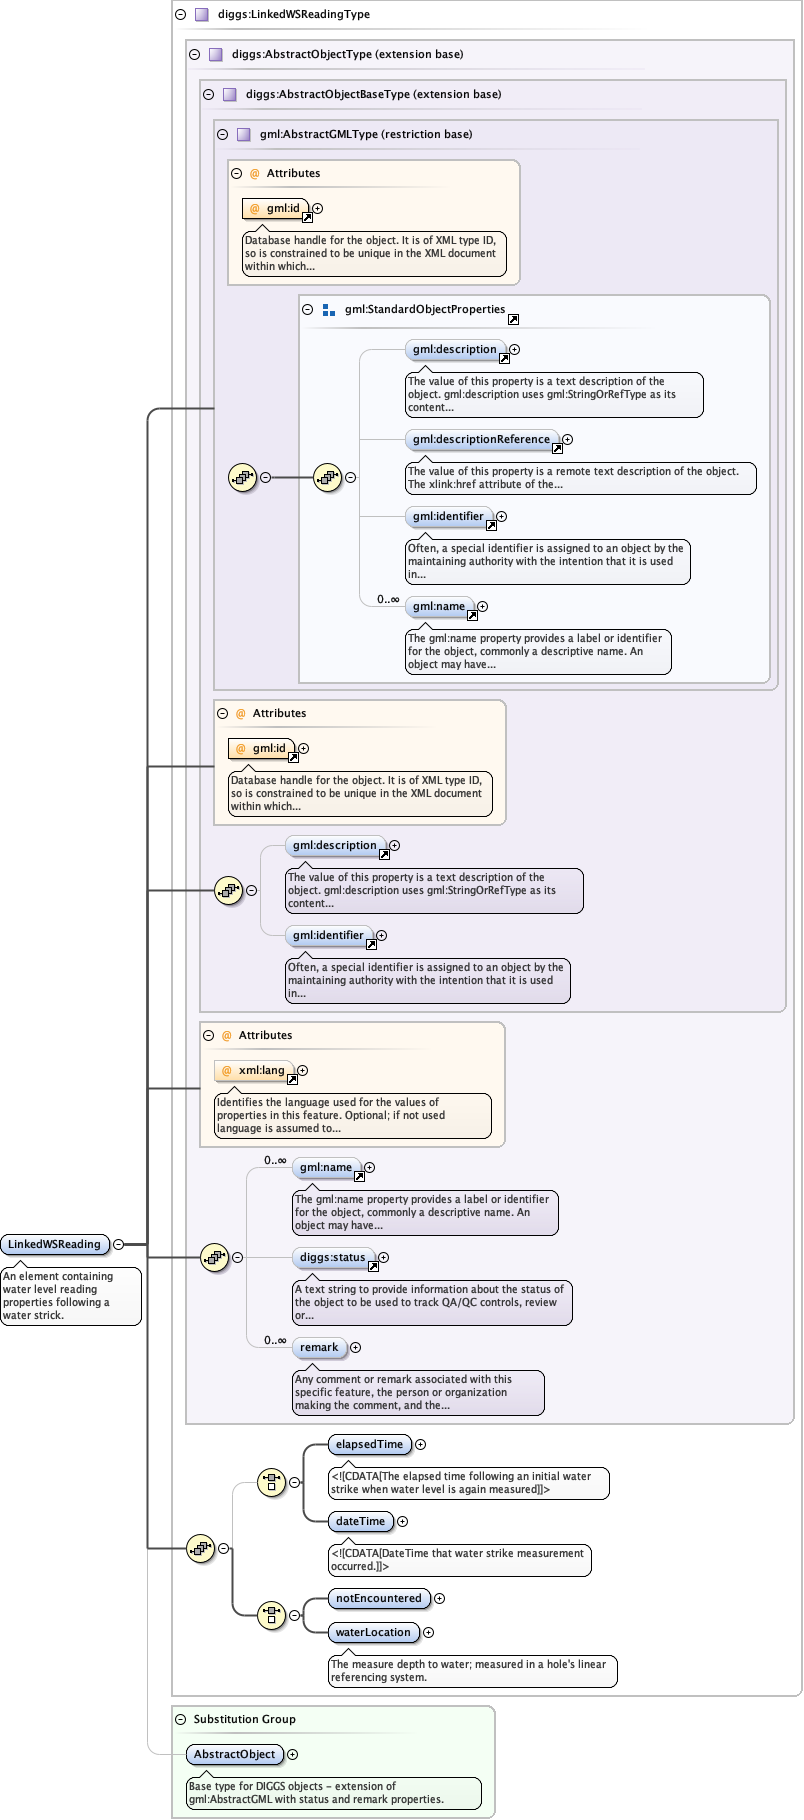 diggs:LinkedWSReadingType
diggs:AbstractObjectType (extension base)
diggs:AbstractObjectBaseType (extension base)
gml:AbstractGMLType (restriction base)
@ Attributes
@ gml:id
Database handle for the object. It is of XML type ID,
so is constrained to be unique in the XML document
within which...
gml:StandardObjectProperties
gml:description
The value of this property is a text description of the
object. gml:description uses gml:StringOrRefType as its
content...
gml:descriptionReference
The value of this property is a remote text description of the object.
The xlink:href attribute of the...
gml:identifier
Often, a special identifier is assigned to an object by the
maintaining authority with the intention that it is used
in...
0..∞
gml:name
The gml:name property provides a label or identifier
for the object, commonly a descriptive name. An
object may have...
@ Attributes
@ gml:id
Database handle for the object. It is of XML type ID,
so is constrained to be unique in the XML document
within which...
gml:description
The value of this property is a text description of the
object. gml:description uses gml:StringOrRefType as its
content...
gml:identifier
Often, a special identifier is assigned to an object by the
maintaining authority with the intention that it is used
in...
@ Attributes
@ xml:lang
Identifies the language used for the values of
properties in this feature. Optional; if not used
language is assumed to...
0..∞
gml:name
The gml:name property provides a label or identifier
for the object, commonly a descriptive name. An
object may have...
LinkedWSReading
An element containing
water level reading
properties following a
water strick.
diggs:status
A text string to provide information about the status of
the object to be used to track QA/QC controls, review
or...
0..∞
remark
Any comment or remark associated with this
specific feature, the person or organization
making the comment, and the...
elapsedTime
<![CDATA[The elapsed time following an initial water
strike when water level is again measured]]>
dateTime
<![CDATA[DateTime that water strike measurement
occurred.]]>
notEncountered
waterLocation
The measure depth to water; measured in a hole's linear
referencing system.
Substitution Group
AbstractObject
Base type for DIGGS objects - extension of
gml:AbstractGML with status and remark properties.